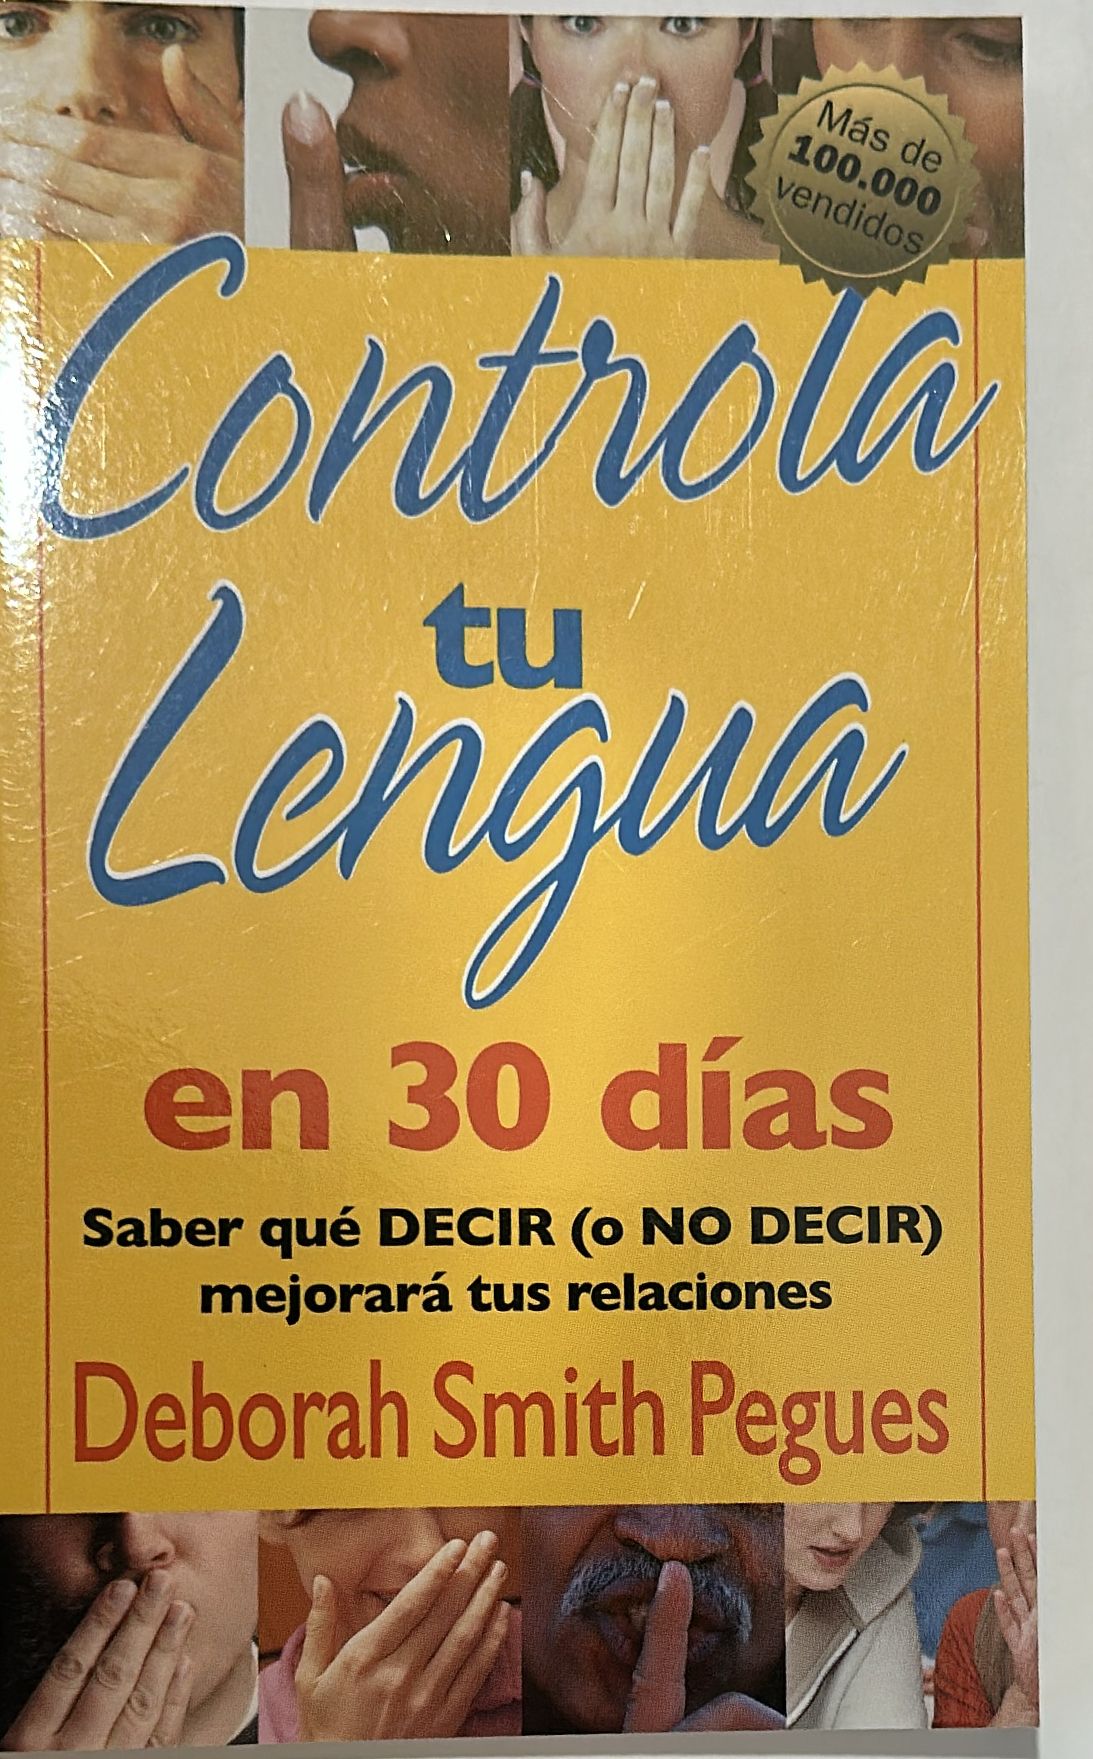 Más de
100.000
vendidos
Controla
tu
Lengua
en 30 días
Saber qué DECIR (o NO DECIR)
mejorará tus relaciones
Deborah Smith Pegues